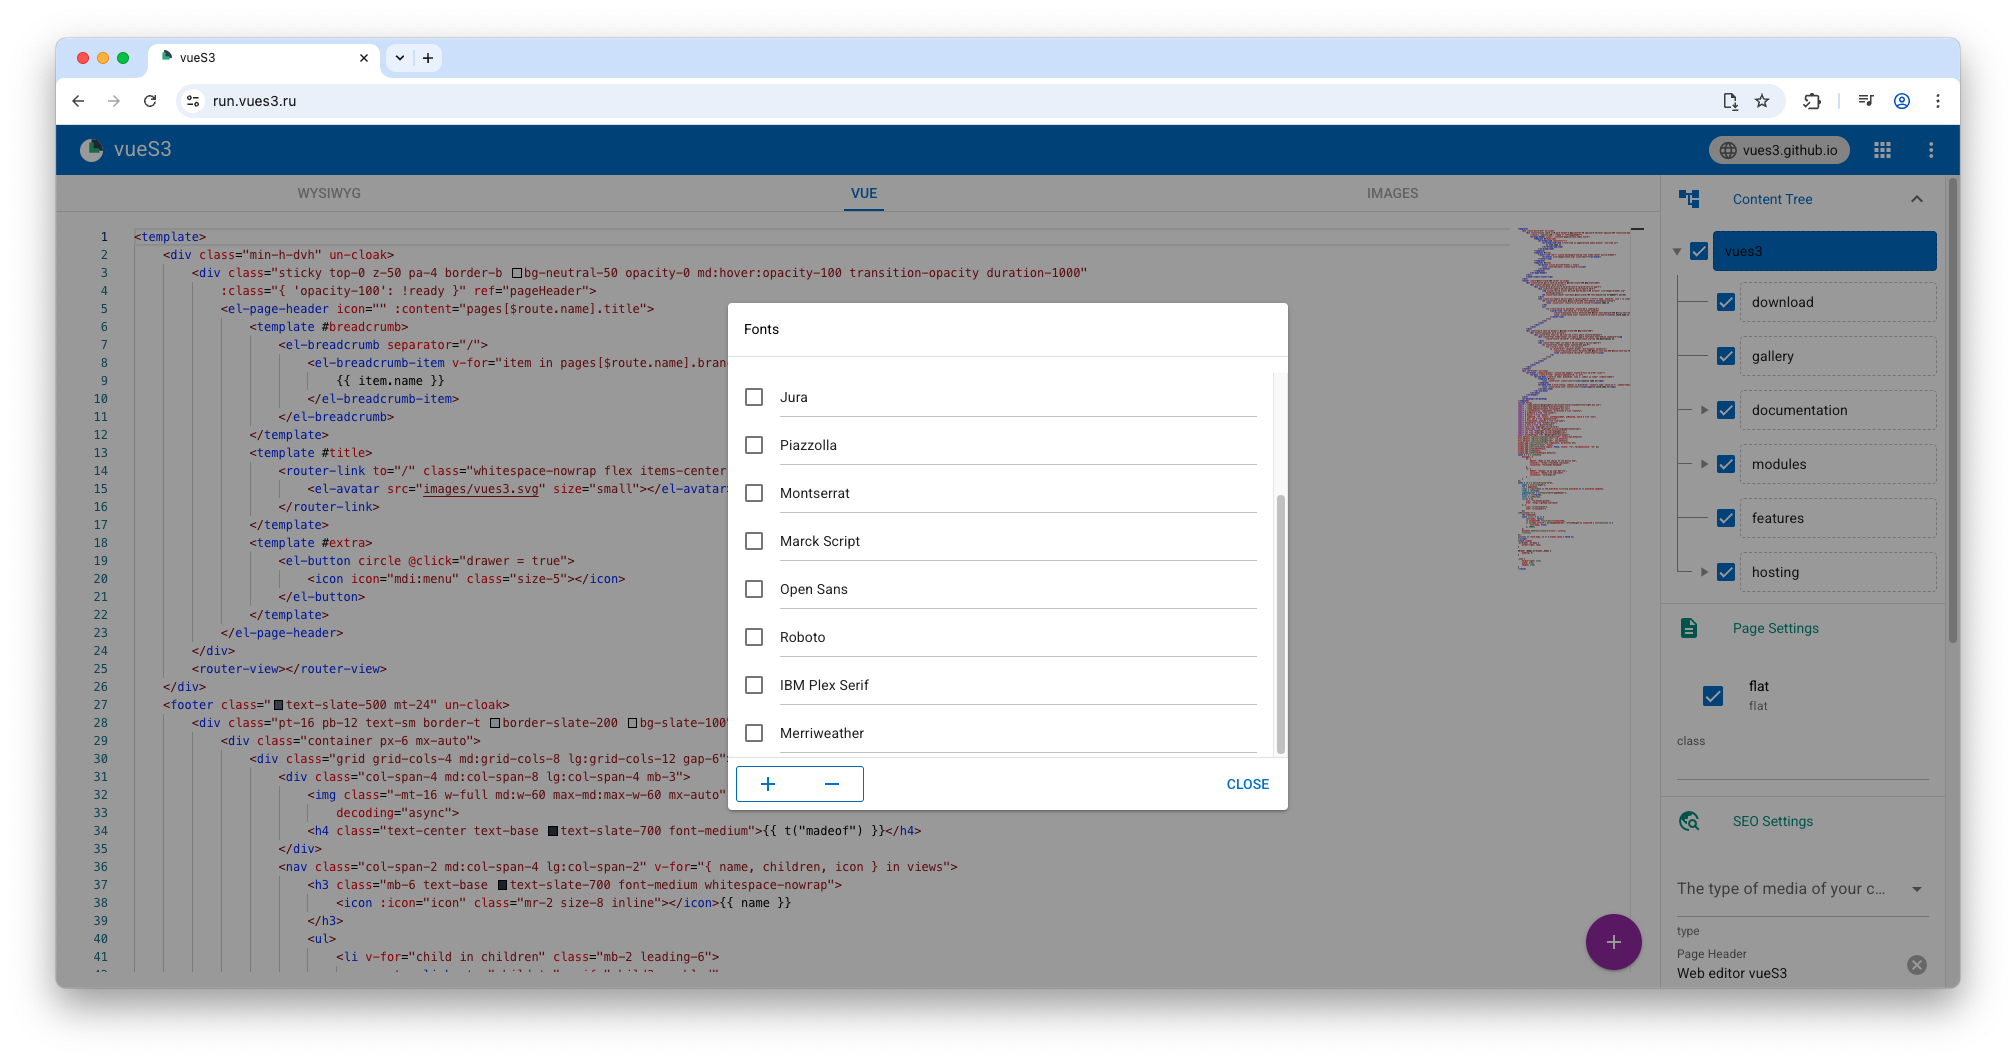 vueS3
run.vues3.ru
vueS3
vues3.github.io
WYSIWYG
VUE
IMAGES
1 <template>
2 <div class="min-h-dvh" un-cloak>
3 <div class="sticky top-0 z-50 pa-4 border-b bg-neutral-50 opacity-0 md:hover:opacity-100 transition-opacity duration-1000"
4 :class="{ 'opacity-100': !ready }" ref="pageHeader">
5 <el-page-header icon="" :content="pages[$route.name].title">
6 <template #breadcrumb>
7 <el-breadcrumb separator="/">
8 <el-breadcrumb-item v-for="item in pages[$route.name].bran
9 {{ item.name }}
10 </el-breadcrumb-item>
11 </el-breadcrumb>
12 </template>
13 <template #title>
14 <router-link to="/" class="whitespace-nowrap flex items-center
15 <el-avatar src="images/vues3.svg" size="small"></el-avatar
16 </router-link>
17 </template>
18 <template #extra>
19 <el-button circle @click="drawer = true">
20 <icon icon="mdi:menu" class="size-5"></icon>
21 </el-button>
22 </template>
23 </el-page-header>
24 </div>
25 <router-view></router-view>
26 </div>
27 <footer class="text-slate-500 mt-24" un-cloak>
28 <div class="pt-16 pb-12 text-sm border-t border-slate-200 bg-slate-100"
29 <div class="container px-6 mx-auto">
30 <div class="grid grid-cols-4 md:grid-cols-8 lg:grid-cols-12 gap-6"
31 <div class="col-span-4 md:col-span-8 lg:col-span-4 mb-3">
32 <img class="-mt-16 w-full md:w-60 max-md:max-w-60 mx-auto"
33 decoding="async">
34 <h4 class="text-center text-base text-slate-700 font-medium">{{ t("madeof") }}</h4>
35 </div>
36 <nav class="col-span-2 md:col-span-4 lg:col-span-2" v-for="{ name, children, icon } in views">
37 <h3 class="mb-6 text-base text-slate-700 font-medium whitespace-nowrap">
38 <icon :icon="icon" class="mr-2 size-8 inline"></icon>{{ name }}
39 </h3>
40 <ul>
41 <li v-for="child in children" class="mb-2 leading-6">
Fonts
Jura
Piazzolla
Montserrat
Marck Script
Open Sans
Roboto
IBM Plex Serif
Merriweather
CLOSE
Content Tree
vues3
download
gallery
documentation
modules
features
hosting
Page Settings
flat
flat
class
SEO Settings
The type of media of your c...
type
Page Header
Web editor vueS3